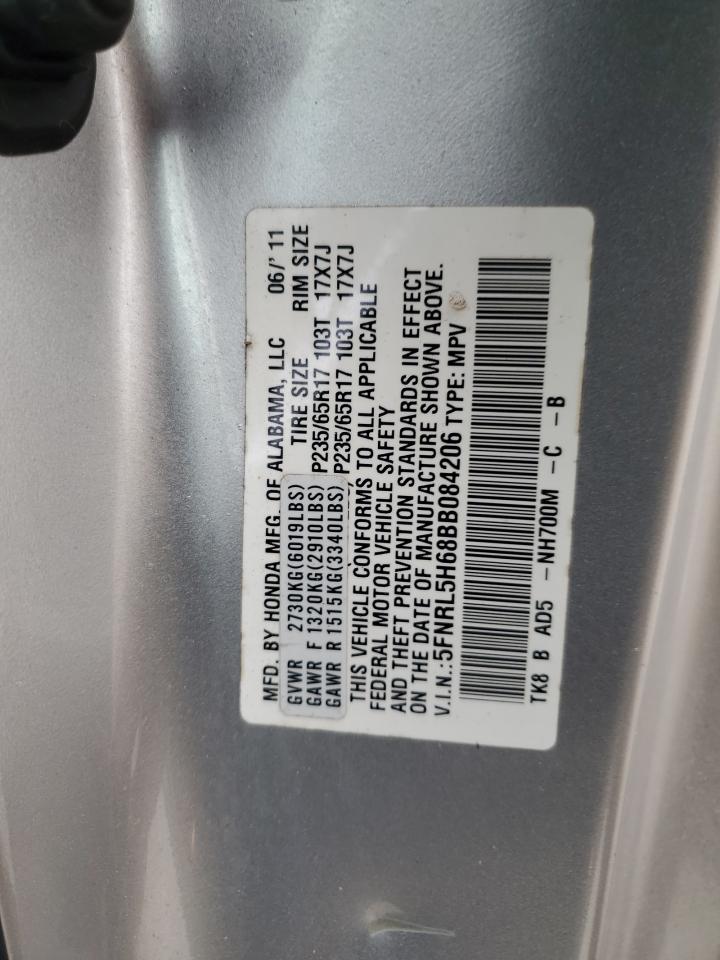 MFD. BY HONDA MFG. OF ALABAMA, LLC 06/' 11
GVWR 2730KG(6019LBS) TIRE SIZE RIM SIZE
GAWR F 1320KG(2910LBS) P235/65R17 103T 17X7J
GAWR R 1515KG(3340LBS) P235/65R17 103T 17X7J
THIS VEHICLE CONFORMS TO ALL APPLICABLE
FEDERAL MOTOR VEHICLE SAFETY
AND THEFT PREVENTION STANDARDS IN EFFECT
ON THE DATE OF MANUFACTURE SHOWN ABOVE.
V.I.N.:5FNRL5H68BB084206 TYPE: MPV
TK8 B AD5 -NH700M -C -B